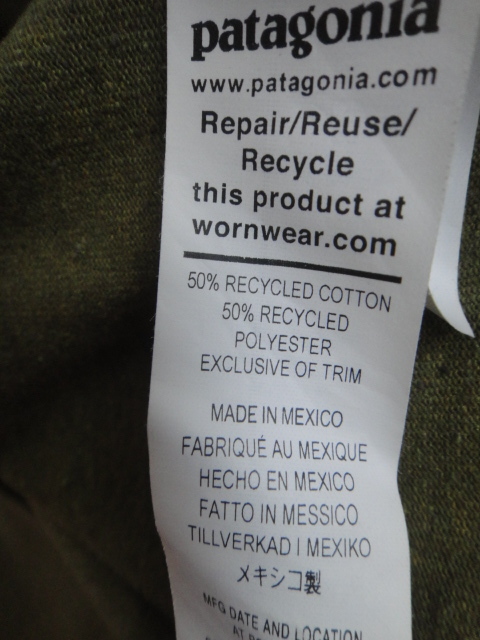 patagonia
www.patagonia.com
Repair/Reuse/
Recycle
this product at
wornwear.com
50% RECYCLED COTTON
50% RECYCLED
POLYESTER
EXCLUSIVE OF TRIM
MADE IN MEXICO
FABRIQUÉ AU MEXIQUE
HECHO EN MEXICO
FATTO IN MESSICO
TILLVERKAD I MEXIKO
メキシコ製
MFG DATE AND LOCATION